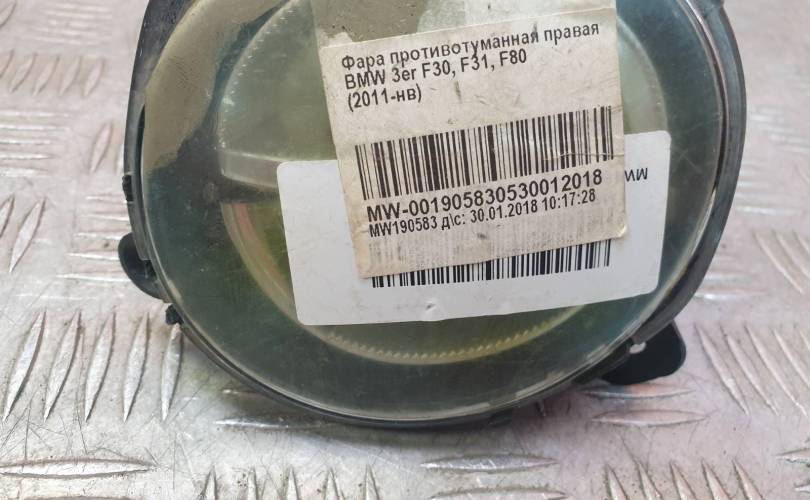 Фара противотуманная правая
BMW 3er F30, F31, F80
(2011-нв)
MW-001905830530012018
MW190583 д\с: 30.01.2018 10:17:28
MW